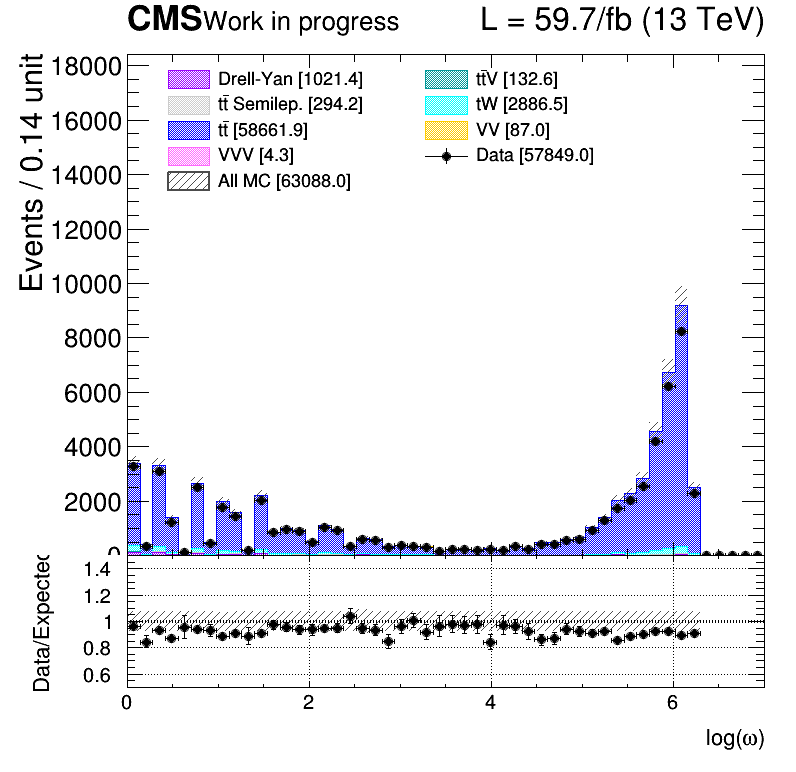 CMS Work in progress L = 59.7/fb (13 TeV)
Events / 0.14 unit
18000
16000
14000
12000
10000
8000
6000
4000
2000
0
Drell-Yan [1021.4]
tt̄ Semilep. [294.2]
tt̄ [58661.9]
VVV [4.3]
All MC [63088.0]
tt̄V [132.6]
tW [2886.5]
VV [87.0]
Data [57849.0]
Data/Expected
1.4
1.2
1
0.8
0.6
0 2 4 6
log(ω)